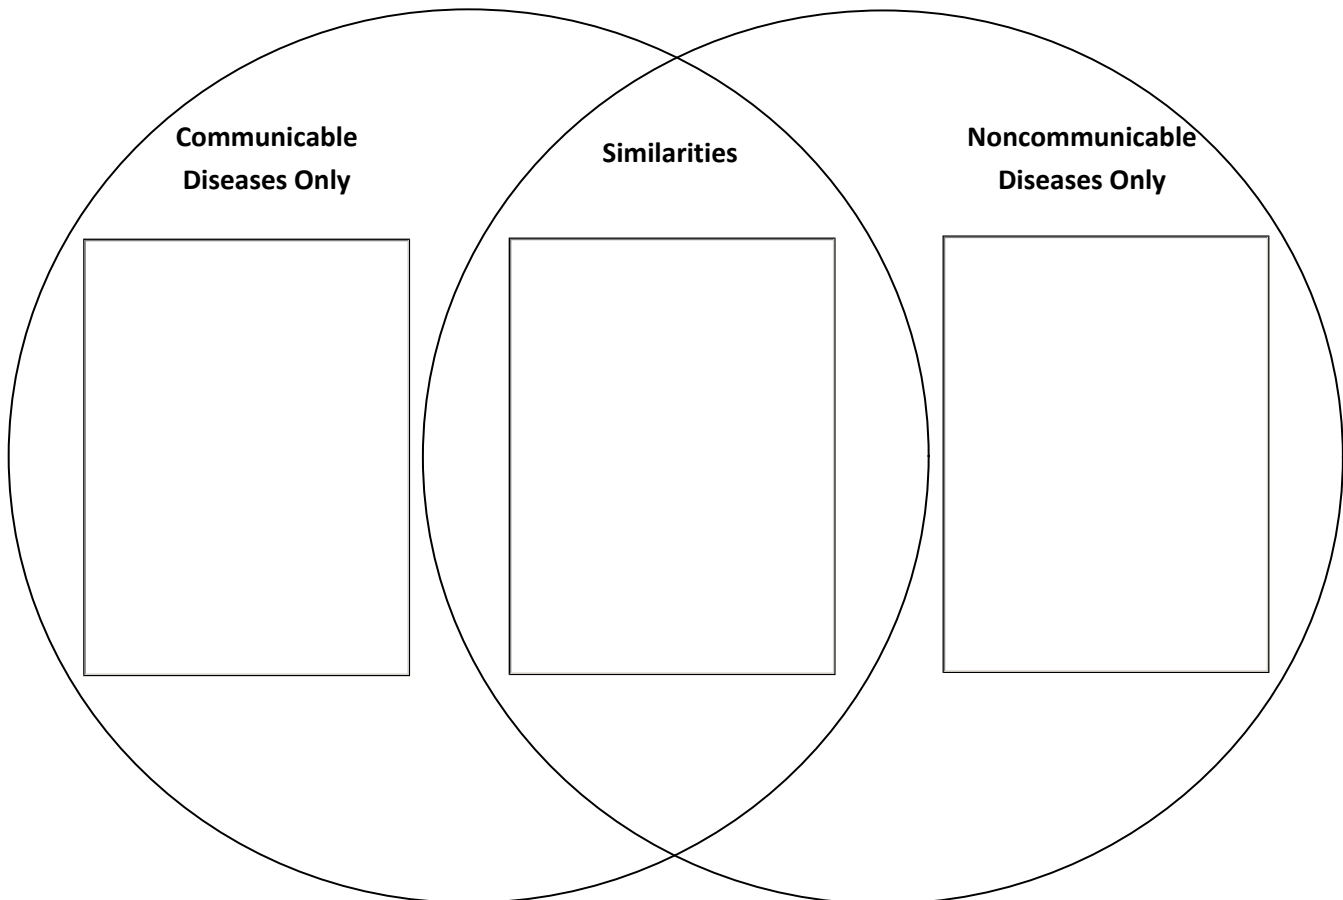 Communicable
Diseases Only
Similarities
Noncommunicable
Diseases Only